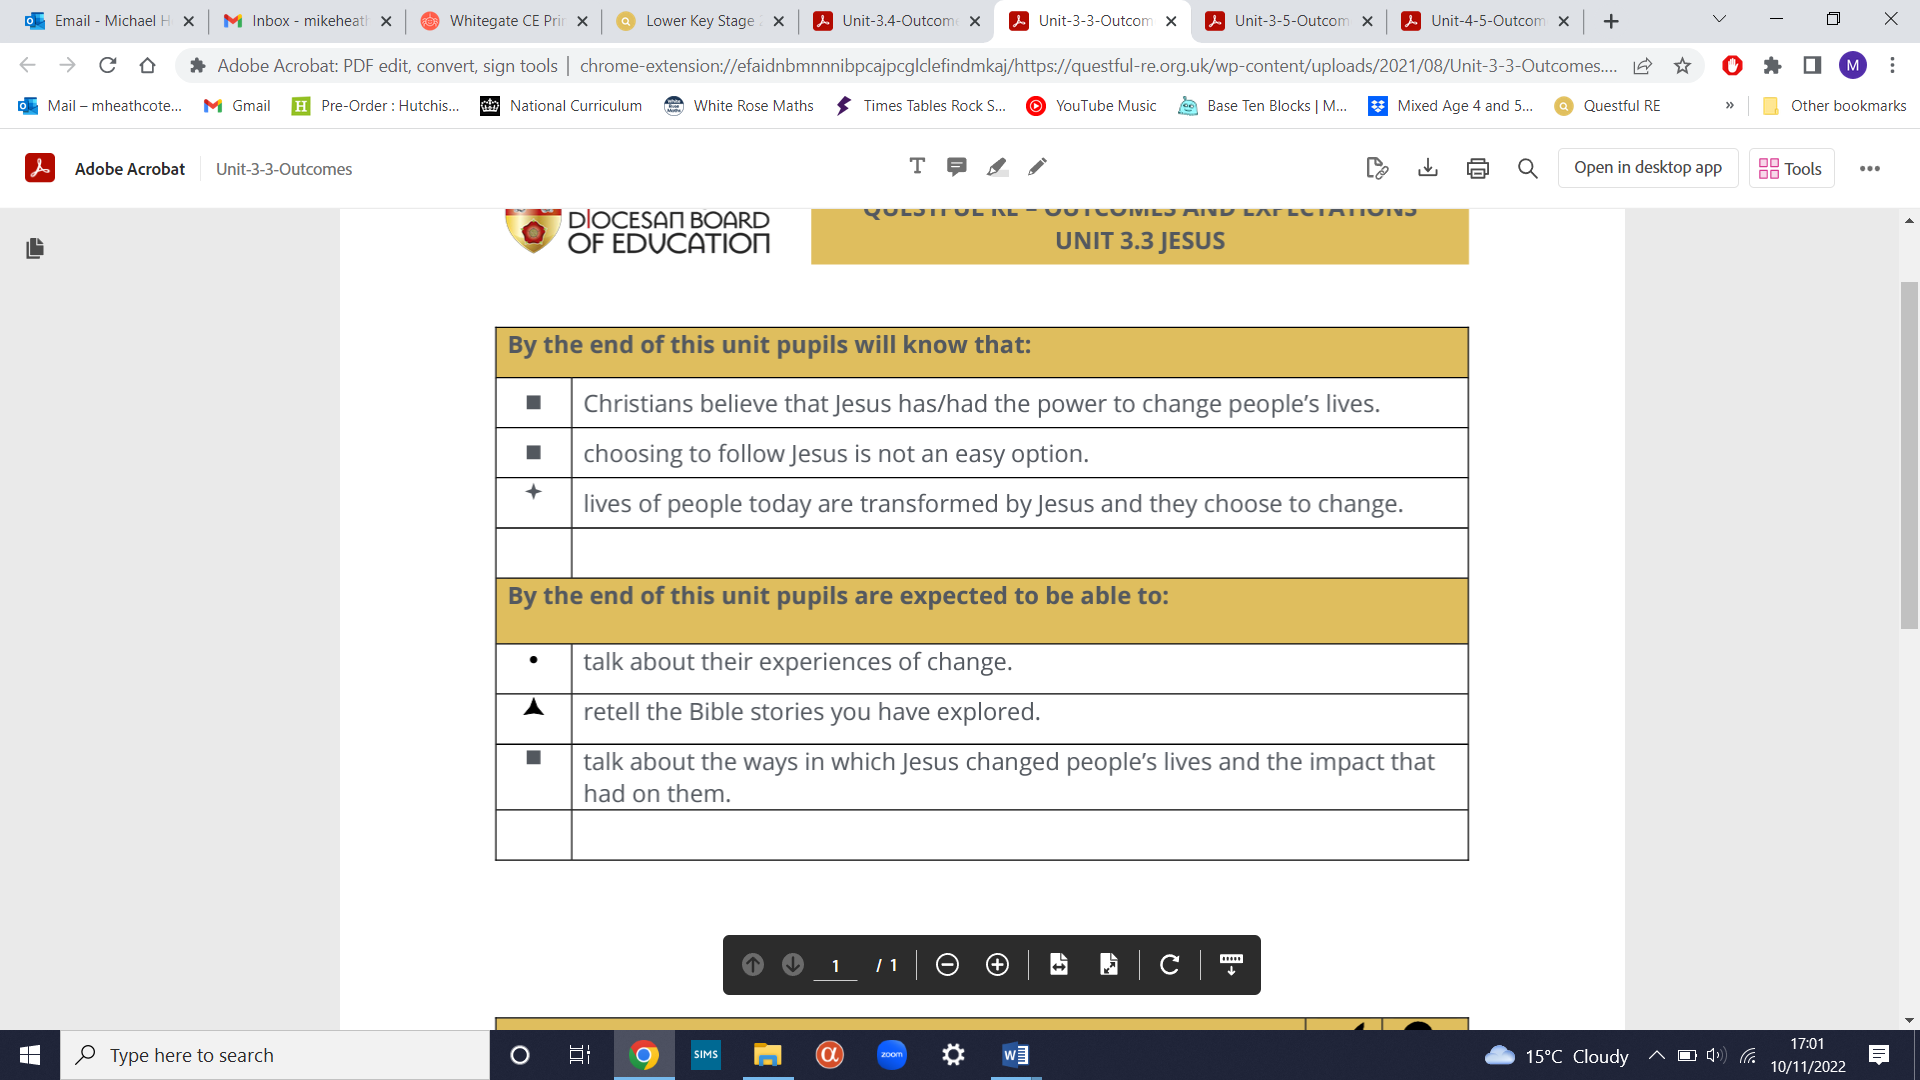 Email - Michael H
Inbox - mikeheath
Whitegate CE Prim
Lower Key Stage 2
Unit-3.4-Outcome
Unit-3-3-Outcom
Unit-3-5-Outcom
Unit-4-5-Outcom
Adobe Acrobat: PDF edit, convert, sign tools | chrome-extension://efaidnbmnnnibpcajpcglclefindmkaj/https://questful-re.org.uk/wp-content/uploads/2021/08/Unit-3-3-Outcomes....
M
Mail – mheathcote...
Gmail
Pre-Order : Hutchis...
National Curriculum
White Rose Maths
Times Tables Rock S...
YouTube Music
Base Ten Blocks | M...
Mixed Age 4 and 5...
Questful RE
»
Other bookmarks
Adobe Acrobat
Unit-3-3-Outcomes
Open in desktop app
Tools
DIOCESAN BOARD
OF EDUCATION
QUESTFUL RE – OUTCOMES AND EXPECTATIONS
UNIT 3.3 JESUS
By the end of this unit pupils will know that:
Christians believe that Jesus has/had the power to change people's lives.
choosing to follow Jesus is not an easy option.
lives of people today are transformed by Jesus and they choose to change.
By the end of this unit pupils are expected to be able to:
talk about their experiences of change.
retell the Bible stories you have explored.
talk about the ways in which Jesus changed people's lives and the impact that
had on them.
1 / 1
Type here to search
SIMS
zoom
15°C Cloudy
17:01
10/11/2022